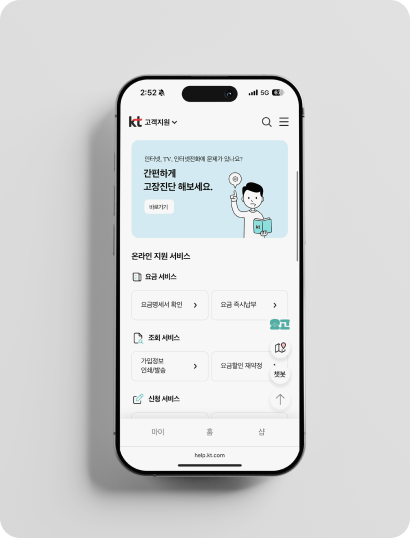 2:52
5G
kt 고객지원
인터넷, TV, 인터넷전화에 문제가 있나요?
간편하게
고장진단 해보세요.
바로가기
kt
온라인 지원 서비스
요금 서비스
요금명세서 확인
요금 즉시납부
조회 서비스
가입정보
인쇄/발송
요금할인 재약정
챗봇
신청 서비스
마이
홈
샵
help.kt.com